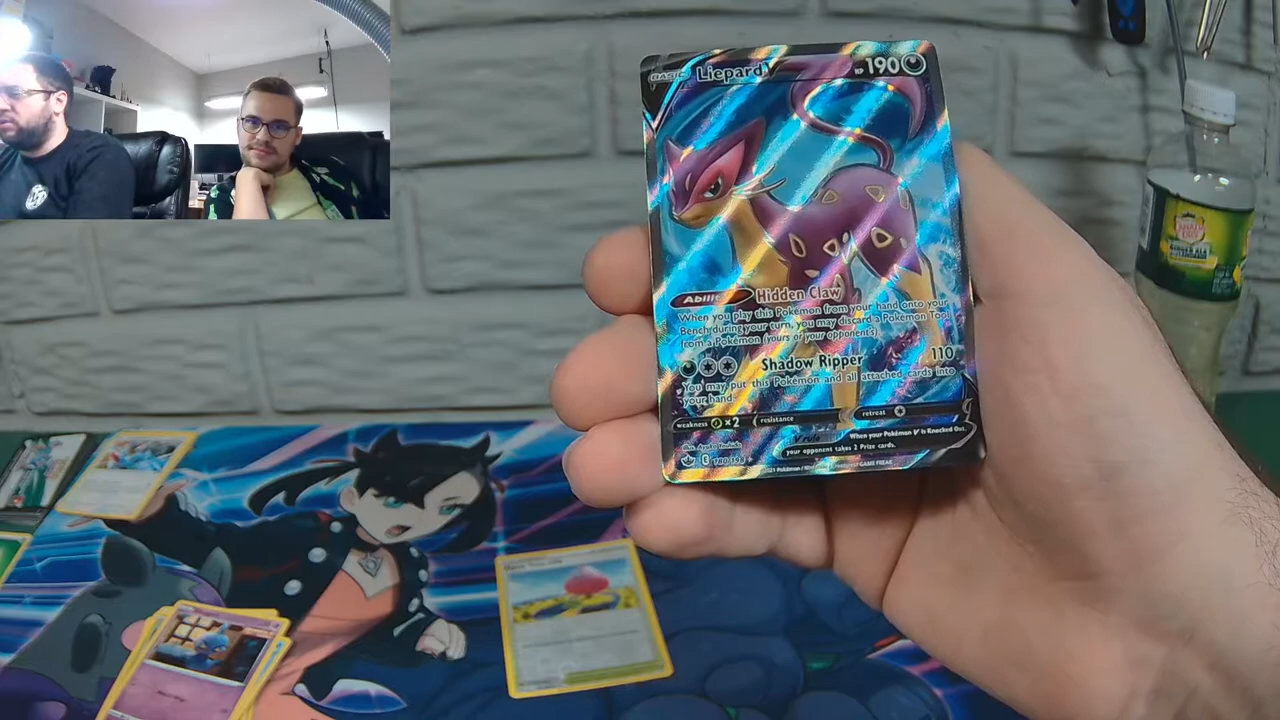 BASIC Liepard V HP 190
Ability Hidden Claw
When you play this Pokémon from your hand onto your
Bench during your turn, you may discard a Pokémon Tool
from a Pokémon (yours or your opponent's).
Shadow Ripper 110
You may put this Pokémon and all attached cards into
your hand.
weakness ×2 resistance retreat
V rule When your Pokémon V is Knocked Out,
your opponent takes 2 Prize cards.
E 180/198